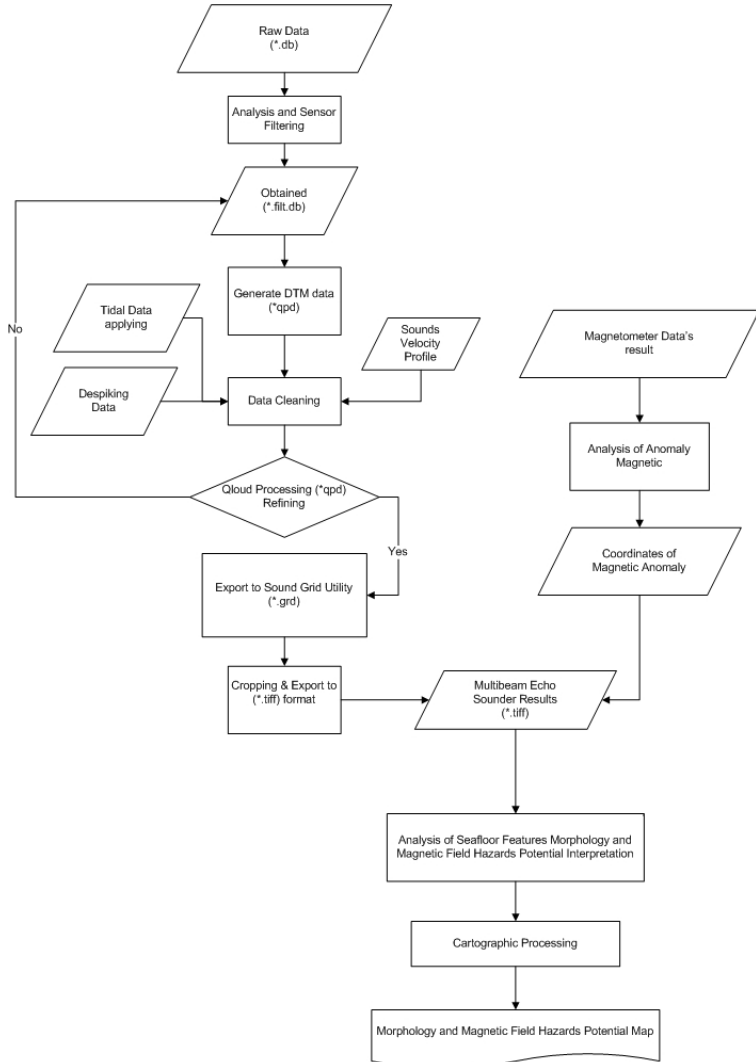 Raw Data
(*.db)
Analysis and Sensor
Filtering
Obtained
(*.filt.db)
Generate DTM data
(*qpd)
Tidal Data
applying
Sounds
Velocity
Profile
No
Despiking
Data
Data Cleaning
Qloud Processing (*qpd)
Refining
Yes
Export to Sound Grid Utility
(*.grd)
Cropping & Export to
(*.tiff) format
Magnetometer Data's
result
Analysis of Anomaly
Magnetic
Coordinates of
Magnetic Anomaly
Multibeam Echo
Sounder Results
(*.tiff)
Analysis of Seafloor Features Morphology and
Magnetic Field Hazards Potential Interpretation
Cartographic Processing
Morphology and Magnetic Field Hazards Potential Map